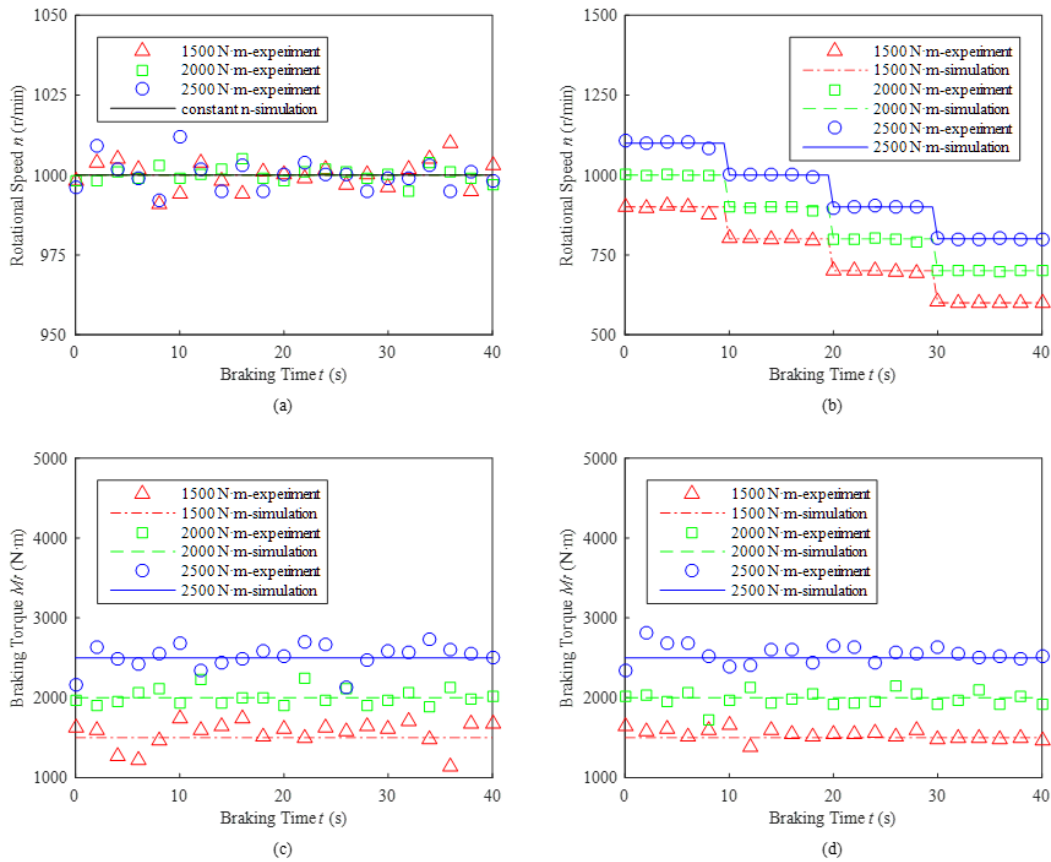 1050
1025
1000
975
950
Rotational Speed n (r/min)
1500 N·m-experiment
2000 N·m-experiment
2500 N·m-experiment
constant n-simulation
0
10
20
30
40
Braking Time t (s)
(a)
1500
1250
1000
750
500
Rotational Speed n (r/min)
1500 N·m-experiment
1500 N·m-simulation
2000 N·m-experiment
2000 N·m-simulation
2500 N·m-experiment
2500 N·m-simulation
0
10
20
30
40
Braking Time t (s)
(b)
5000
4000
3000
2000
1000
Braking Torque Mr (N·m)
1500 N·m-experiment
1500 N·m-simulation
2000 N·m-experiment
2000 N·m-simulation
2500 N·m-experiment
2500 N·m-simulation
0
10
20
30
40
Braking Time t (s)
(c)
5000
4000
3000
2000
1000
Braking Torque Mr (N·m)
1500 N·m-experiment
1500 N·m-simulation
2000 N·m-experiment
2000 N·m-simulation
2500 N·m-experiment
2500 N·m-simulation
0
10
20
30
40
Braking Time t (s)
(d)